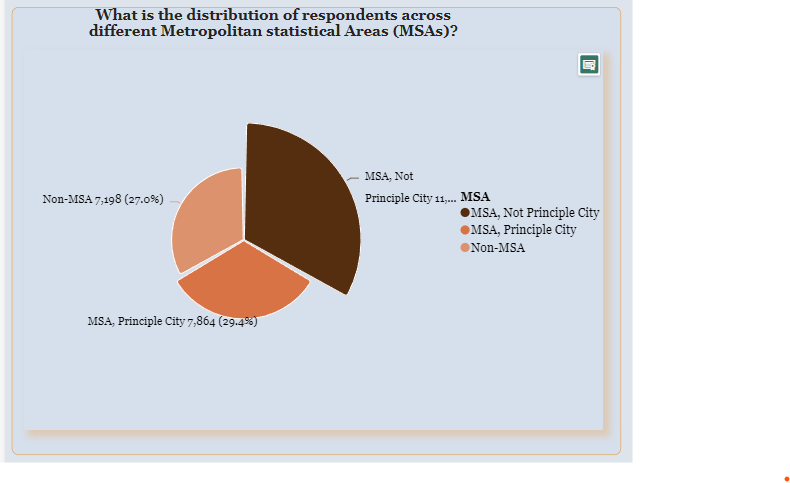 What is the distribution of respondents across
different Metropolitan statistical Areas (MSAs)?
MSA, Not
Principle City 11,...
Non-MSA 7,198 (27.0%)
MSA, Principle City 7,864 (29.4%)
MSA
MSA, Not Principle City
MSA, Principle City
Non-MSA